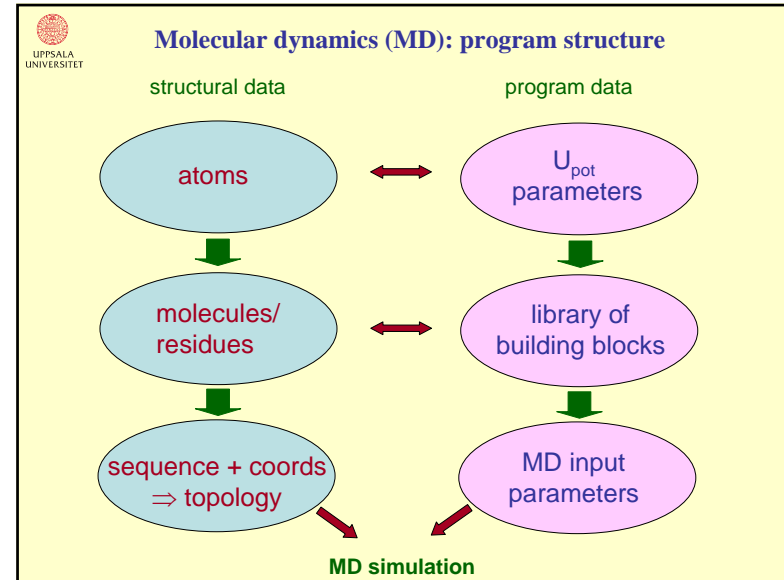 UPPSALA
UNIVERSITET
Molecular dynamics (MD): program structure
structural data
program data
atoms
U_pot
parameters
molecules/
residues
library of
building blocks
sequence + coords
⇒ topology
MD input
parameters
MD simulation